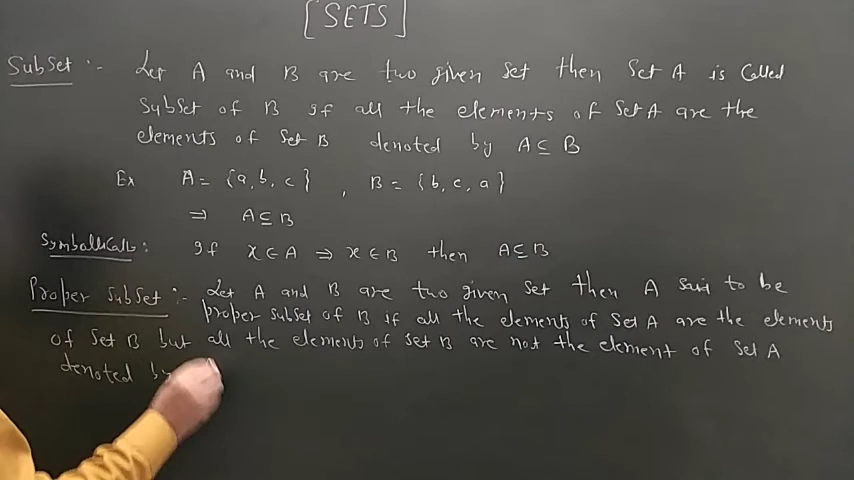 [SETS]
Subset :- Let A and B are two given set then set A is called
subset of B if all the elements of set A are the
elements of set B denoted by A ⊆ B
Ex A = {a, b, c} , B = {b, c, a}
⇒ A ⊆ B
Symbolically : If x ∈ A ⇒ x ∈ B then A ⊆ B
Proper subset :- Let A and B are two given set then A said to be
proper subset of B if all the elements of set A are the elements
of set B but all the elements of set B are not the element of set A
denoted by